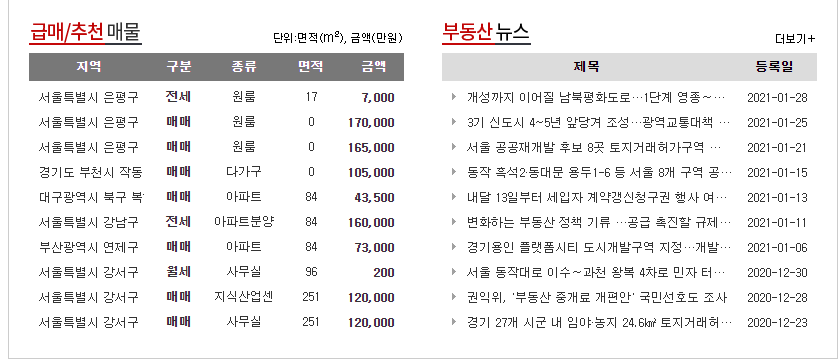 급매/추천 매물
단위:면적(㎡), 금액(만원)
지역 구분 종류 면적 금액
서울특별시 은평구 전세 원룸 17 7,000
서울특별시 은평구 매매 원룸 0 170,000
서울특별시 은평구 매매 원룸 0 165,000
경기도 부천시 작동 매매 다가구 0 105,000
대구광역시 북구 복 매매 아파트 84 43,500
서울특별시 강남구 전세 아파트분양 84 160,000
부산광역시 연제구 매매 아파트 84 73,000
서울특별시 강서구 월세 사무실 96 200
서울특별시 강서구 매매 지식산업센 251 120,000
서울특별시 강서구 매매 사무실 251 120,000
부동산 뉴스
더보기+
제목 등록일
개성까지 이어질 남북평화도로…1단계 영종~… 2021-01-28
3기 신도시 4~5년 앞당겨 조성…광역교통대책 … 2021-01-25
서울 공공재개발 후보 8곳 토지거래허가구역 … 2021-01-21
동작 흑석2·동대문 용두1-6 등 서울 8개 구역 공… 2021-01-15
내달 13일부터 세입자 계약갱신청구권 행사 여… 2021-01-13
변화하는 부동산 정책 기류 …공급 촉진할 규제… 2021-01-11
경기용인 플랫폼시티 도시개발구역 지정…개발… 2021-01-06
서울 동작대로 이수~과천 왕복 4차로 민자 터… 2020-12-30
권익위, '부동산 중개료 개편안' 국민선호도 조사 2020-12-28
경기 27개 시군 내 임야·농지 24.6㎢ 토지거래허… 2020-12-23